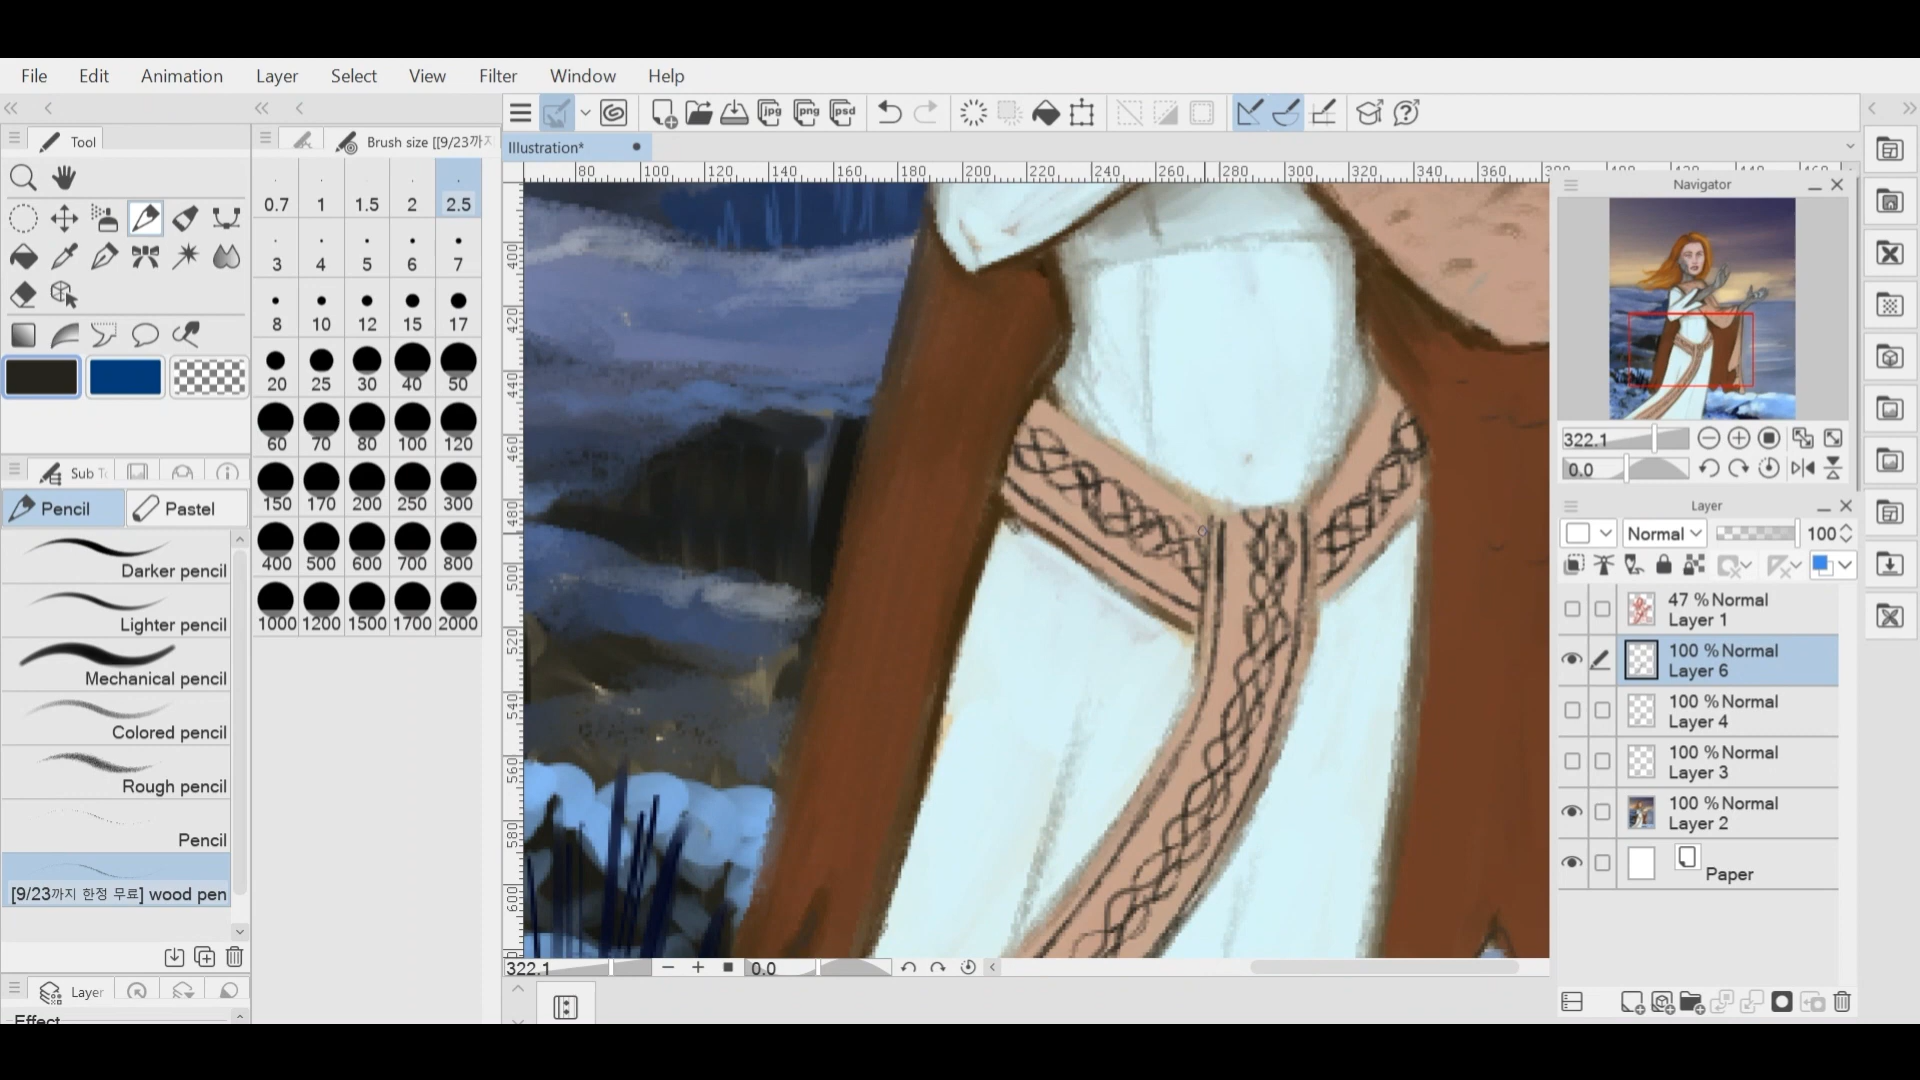 File Edit Animation Layer Select View Filter Window Help
Tool
Brush size [[9/23까지
jpg png psd
Illustration*
80 100 120 140 160 180 200 220 240 260 280 300 320 340 360
0.7 1 1.5 2 2.5
3 4 5 6 7
8 10 12 15 17
20 25 30 40 50
60 70 80 100 120
150 170 200 250 300
400 500 600 700 800
1000 1200 1500 1700 2000
Sub To
Pencil Pastel
Darker pencil
Lighter pencil
Mechanical pencil
Colored pencil
Rough pencil
Pencil
[9/23까지 한정 무료] wood pen
Layer
Effect
400
420
440
460
480
500
520
540
560
580
600
322.1 0.0
Navigator
322.1
0.0
Layer
Normal 100
47 %Normal
Layer 1
100 %Normal
Layer 6
100 %Normal
Layer 4
100 %Normal
Layer 3
100 %Normal
Layer 2
Paper